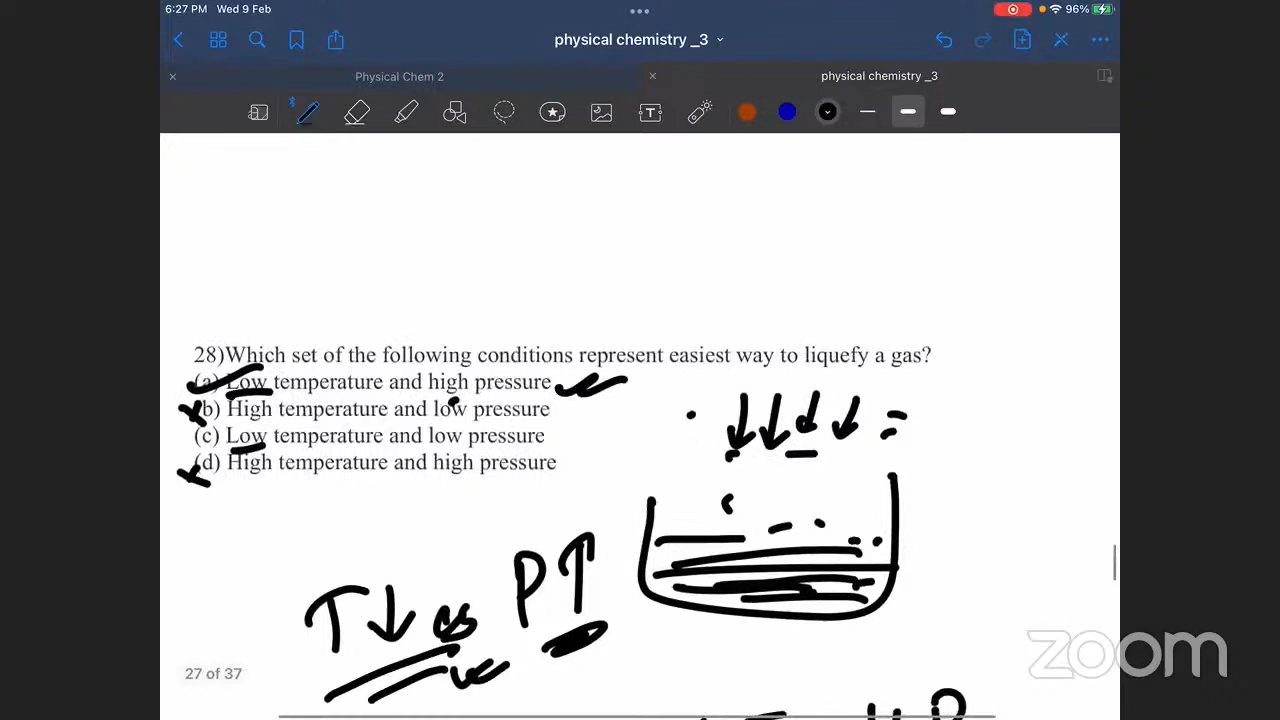 6:27 PM Wed 9 Feb
96%
physical chemistry _3
Physical Chem 2
physical chemistry _3
28)Which set of the following conditions represent easiest way to liquefy a gas?
(a) Low temperature and high pressure
(b) High temperature and low pressure
(c) Low temperature and low pressure
(d) High temperature and high pressure
T↓ P↑
27 of 37
zoom